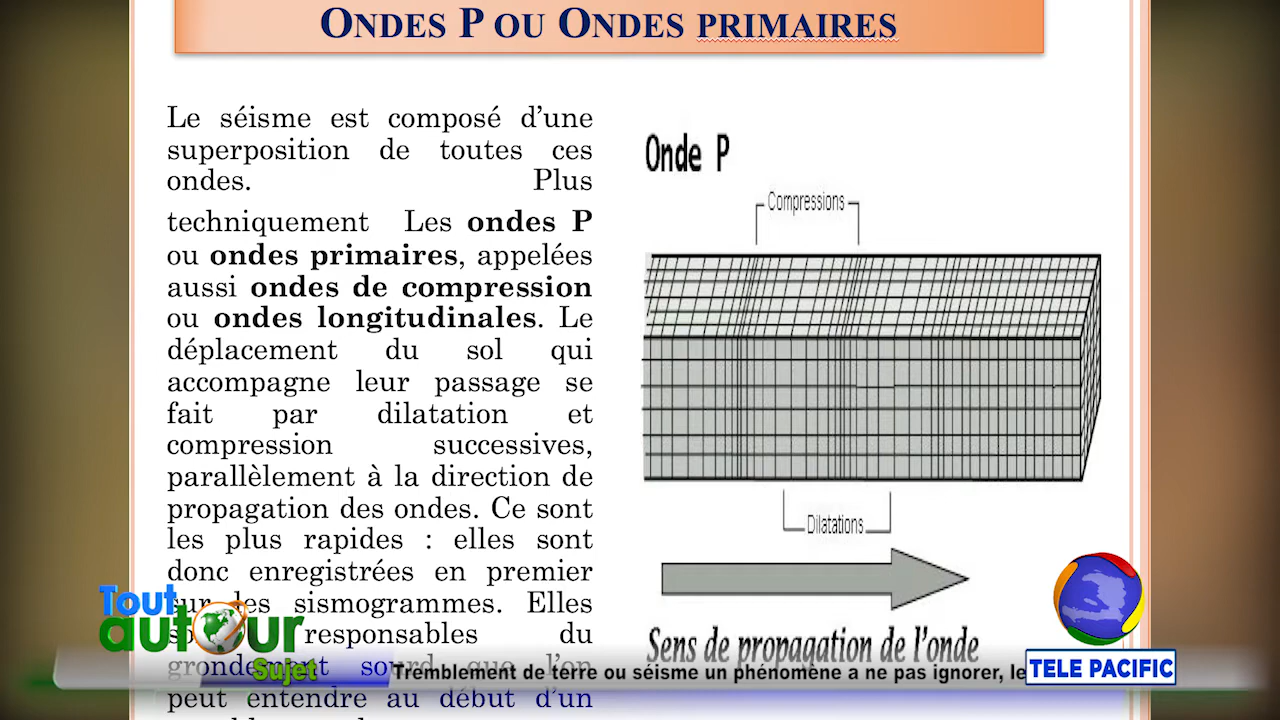 ONDES P OU ONDES PRIMAIRES
Le séisme est composé d’une
superposition de toutes ces
ondes. Plus
techniquement Les ondes P
ou ondes primaires, appelées
aussi ondes de compression
ou ondes longitudinales. Le
déplacement du sol qui
accompagne leur passage se
fait par dilatation et
compression successives,
parallèlement à la direction de
propagation des ondes. Ce sont
les plus rapides : elles sont
donc enregistrées en premier
sur les sismogrammes. Elles
responsables du
grondement sourd que l’on
peut entendre au début d’un
Onde P
Compressions
Dilatations
Sens de propagation de l’onde
Tout
autour
Sujet
Tremblement de terre ou séisme un phénomène a ne pas ignorer, le
TELE PACIFIC